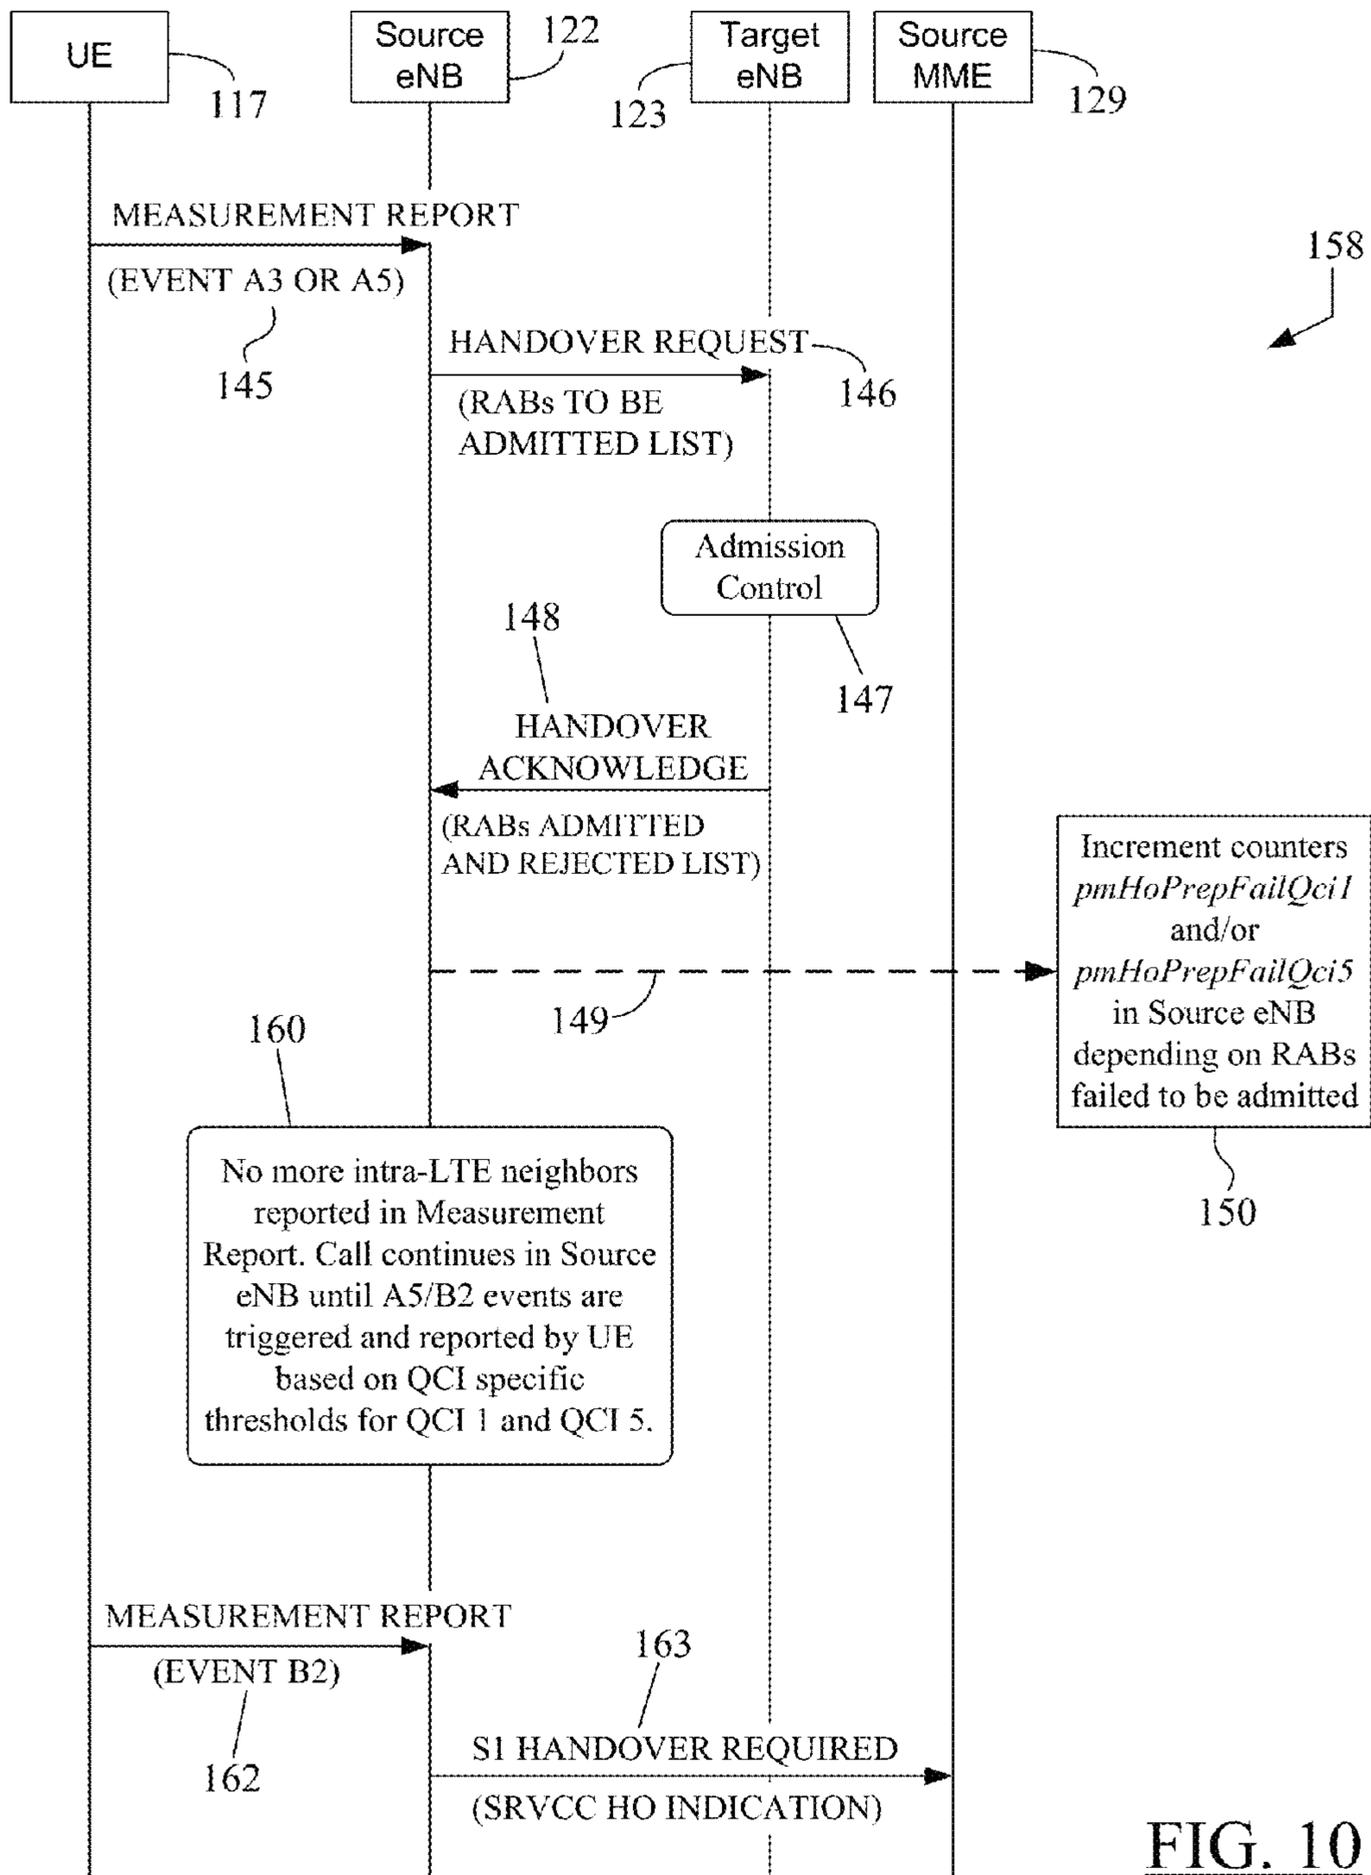 UE
117
Source
eNB
122
Target
eNB
123
Source
MME
129
MEASUREMENT REPORT
(EVENT A3 OR A5)
145
158
HANDOVER REQUEST
146
(RABs TO BE
ADMITTED LIST)
Admission
Control
147
148
HANDOVER
ACKNOWLEDGE
(RABs ADMITTED
AND REJECTED LIST)
149
Increment counters
pmHoPrepFailQci1
and/or
pmHoPrepFailQci5
in Source eNB
depending on RABs
failed to be admitted
150
160
No more intra-LTE neighbors
reported in Measurement
Report. Call continues in Source
eNB until A5/B2 events are
triggered and reported by UE
based on QCI specific
thresholds for QCI 1 and QCI 5.
MEASUREMENT REPORT
(EVENT B2)
162
163
S1 HANDOVER REQUIRED
(SRVCC HO INDICATION)
FIG. 10